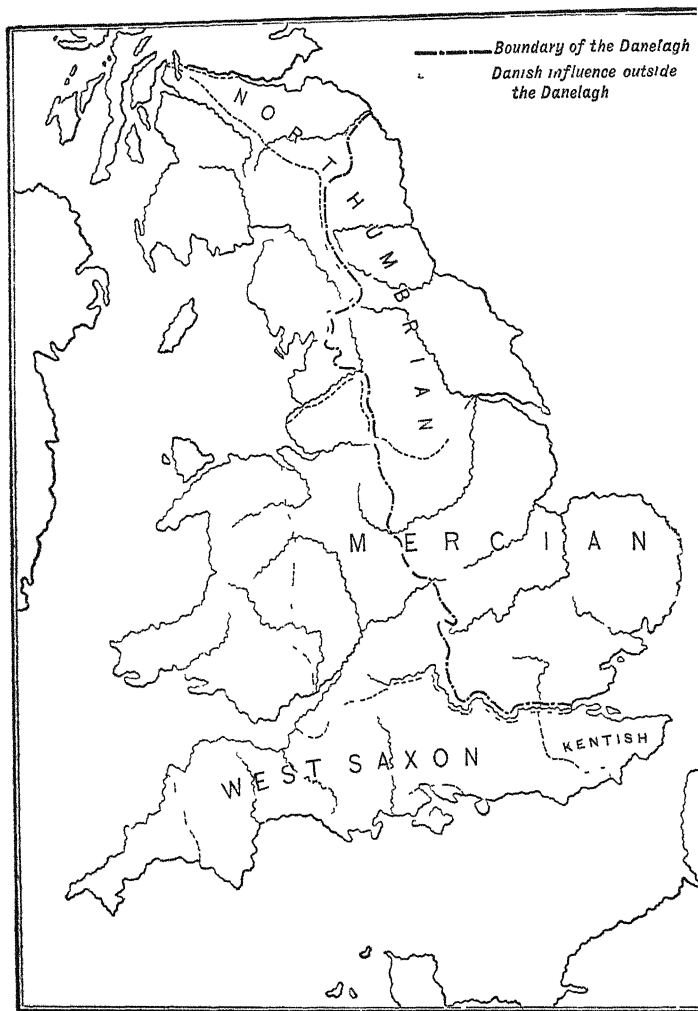 Boundary of the Danelagh
Danish influence outside
the Danelagh
NORTHUMBRIAN
MERCIAN
WEST SAXON
KENTISH